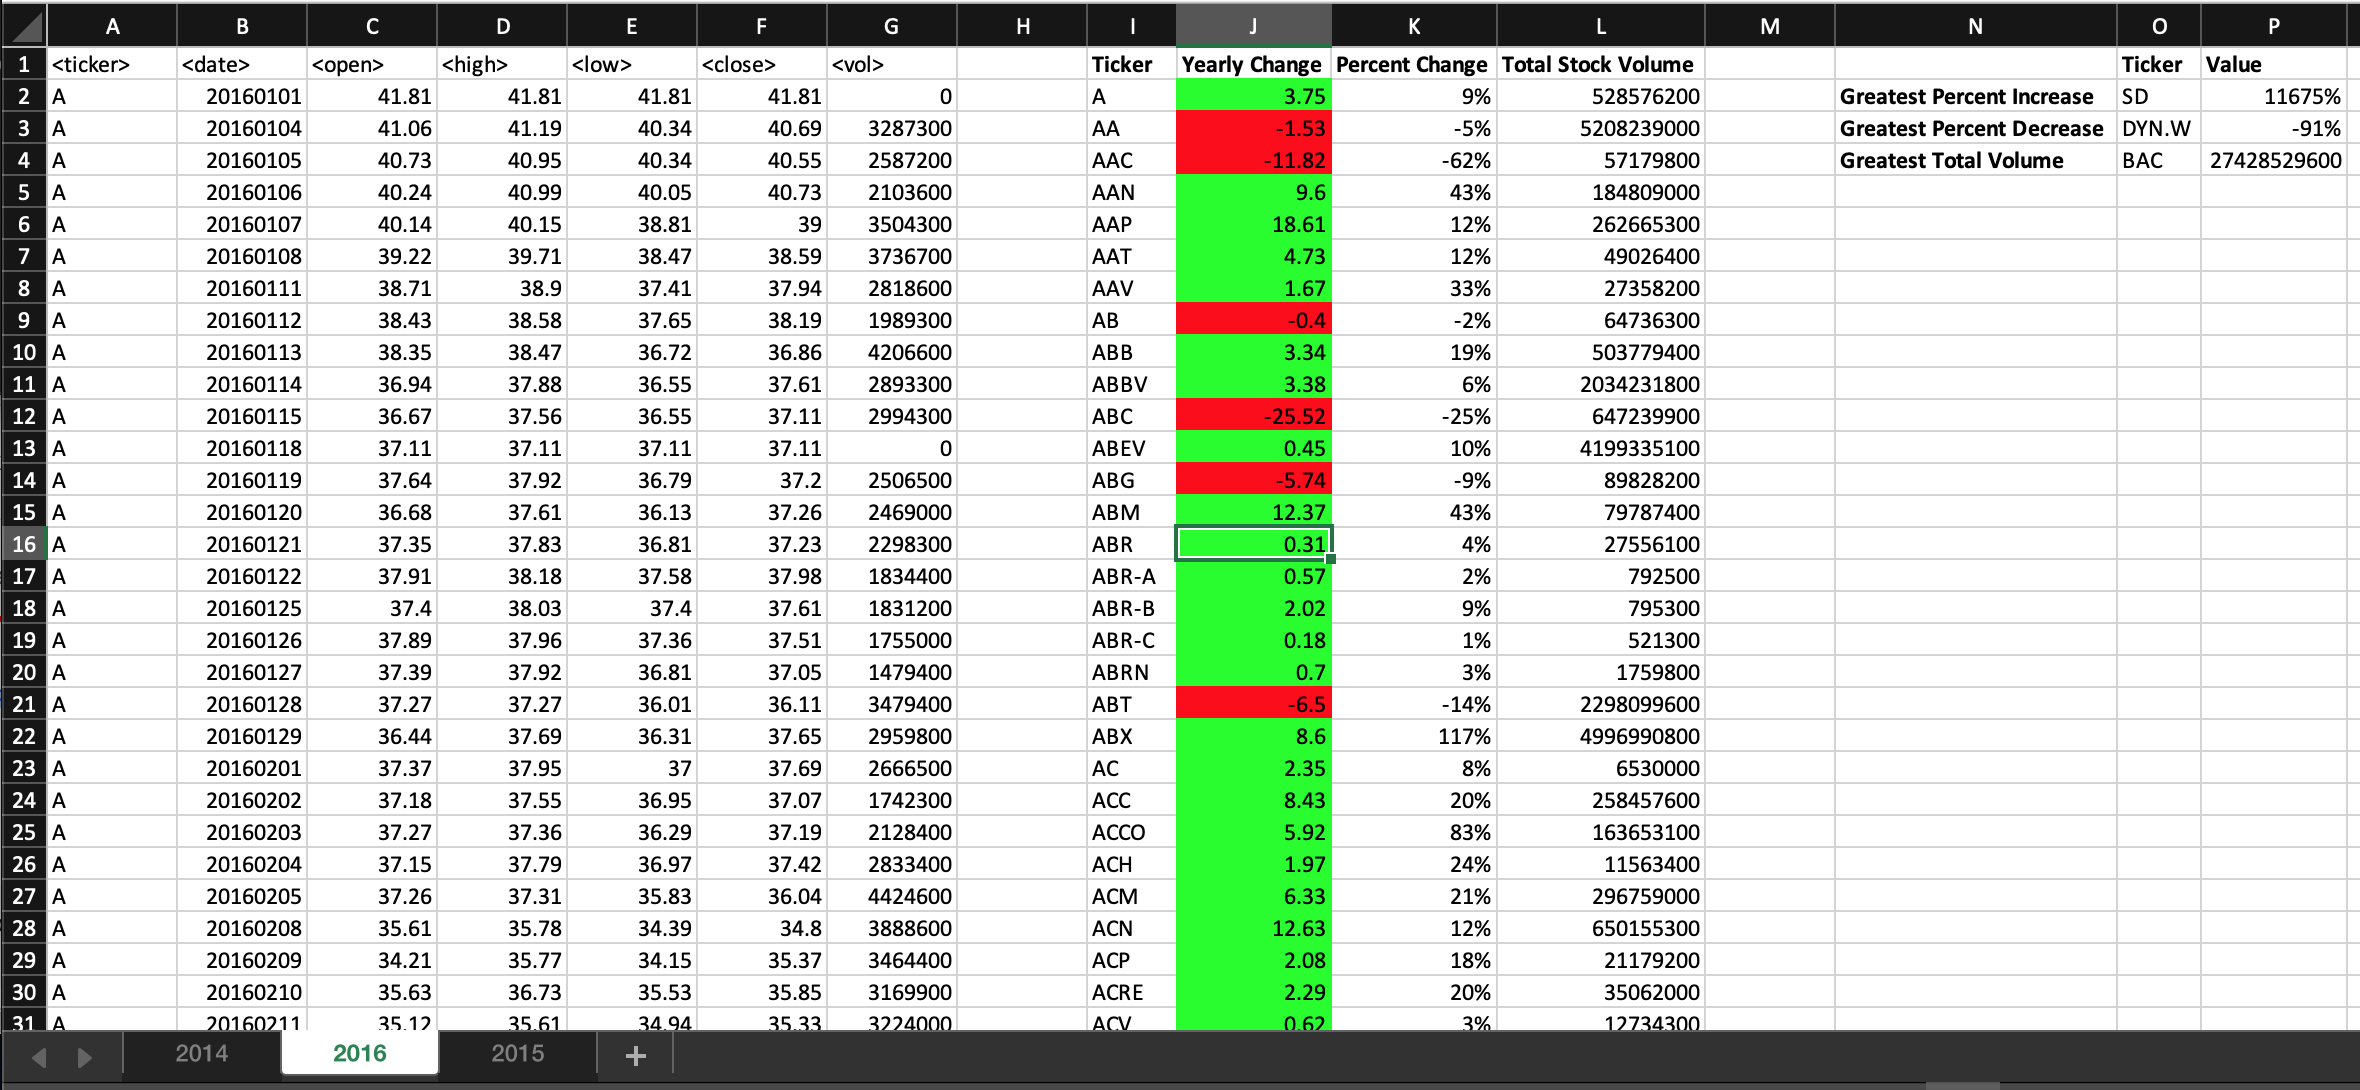 A B C D E F G H I J K L M N O P
1 <ticker> <date> <open> <high> <low> <close> <vol> Ticker Yearly Change Percent Change Total Stock Volume Ticker Value
2 A 20160101 41.81 41.81 41.81 41.81 0 A 3.75 9% 528576200 Greatest Percent Increase SD 11675%
3 A 20160104 41.06 41.19 40.34 40.69 3287300 AA -1.53 -5% 5208239000 Greatest Percent Decrease DYN.W -91%
4 A 20160105 40.73 40.95 40.34 40.55 2587200 AAC -11.82 -62% 57179800 Greatest Total Volume BAC 27428529600
5 A 20160106 40.24 40.99 40.05 40.73 2103600 AAN 9.6 43% 184809000
6 A 20160107 40.14 40.15 38.81 39 3504300 AAP 18.61 12% 262665300
7 A 20160108 39.22 39.71 38.47 38.59 3736700 AAT 4.73 12% 49026400
8 A 20160111 38.71 38.9 37.41 37.94 2818600 AAV 1.67 33% 27358200
9 A 20160112 38.43 38.58 37.65 38.19 1989300 AB -0.4 -2% 64736300
10 A 20160113 38.35 38.47 36.72 36.86 4206600 ABB 3.34 19% 503779400
11 A 20160114 36.94 37.88 36.55 37.61 2893300 ABBV 3.38 6% 2034231800
12 A 20160115 36.67 37.56 36.55 37.11 2994300 ABC -25.52 -25% 647239900
13 A 20160118 37.11 37.11 37.11 37.11 0 ABEV 0.45 10% 4199335100
14 A 20160119 37.64 37.92 36.79 37.2 2506500 ABG -5.74 -9% 89828200
15 A 20160120 36.68 37.61 36.13 37.26 2469000 ABM 12.37 43% 79787400
16 A 20160121 37.35 37.83 36.81 37.23 2298300 ABR 0.31 4% 27556100
17 A 20160122 37.91 38.18 37.58 37.98 1834400 ABR-A 0.57 2% 792500
18 A 20160125 37.4 38.03 37.4 37.61 1831200 ABR-B 2.02 9% 795300
19 A 20160126 37.89 37.96 37.36 37.51 1755000 ABR-C 0.18 1% 521300
20 A 20160127 37.39 37.92 36.81 37.05 1479400 ABRN 0.7 3% 1759800
21 A 20160128 37.27 37.27 36.01 36.11 3479400 ABT -6.5 -14% 2298099600
22 A 20160129 36.44 37.69 36.31 37.65 2959800 ABX 8.6 117% 4996990800
23 A 20160201 37.37 37.95 37 37.69 2666500 AC 2.35 8% 6530000
24 A 20160202 37.18 37.55 36.95 37.07 1742300 ACC 8.43 20% 258457600
25 A 20160203 37.27 37.36 36.29 37.19 2128400 ACCO 5.92 83% 163653100
26 A 20160204 37.15 37.79 36.97 37.42 2833400 ACH 1.97 24% 11563400
27 A 20160205 37.26 37.31 35.83 36.04 4424600 ACM 6.33 21% 296759000
28 A 20160208 35.61 35.78 34.39 34.8 3888600 ACN 12.63 12% 650155300
29 A 20160209 34.21 35.77 34.15 35.37 3464400 ACP 2.08 18% 21179200
30 A 20160210 35.63 36.73 35.53 35.85 3169900 ACRE 2.29 20% 35062000
31 A 20160211 35.12 35.61 34.94 35.33 3224000 ACV 0.62 3% 12734300
2014 2016 2015 +